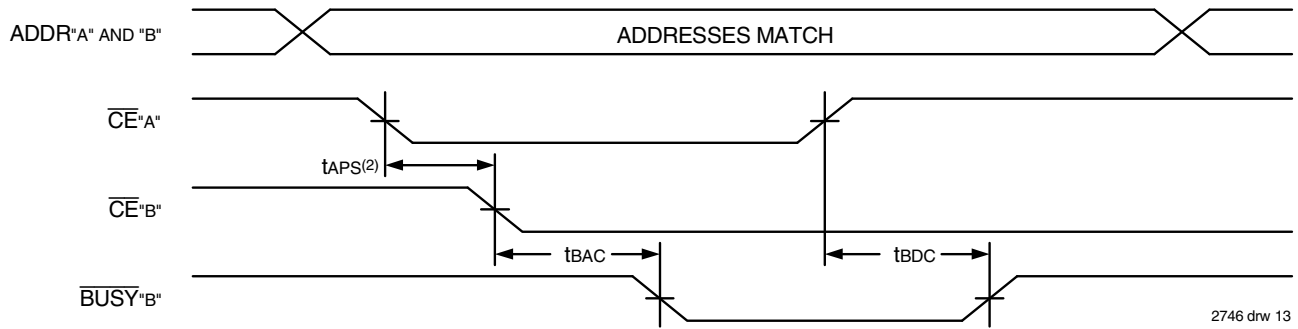 ADDR"A" AND "B"
ADDRESSES MATCH
CE"A"
tAPS(2)
CE"B"
tBAC
tBDC
BUSY"B"
2746 drw 13